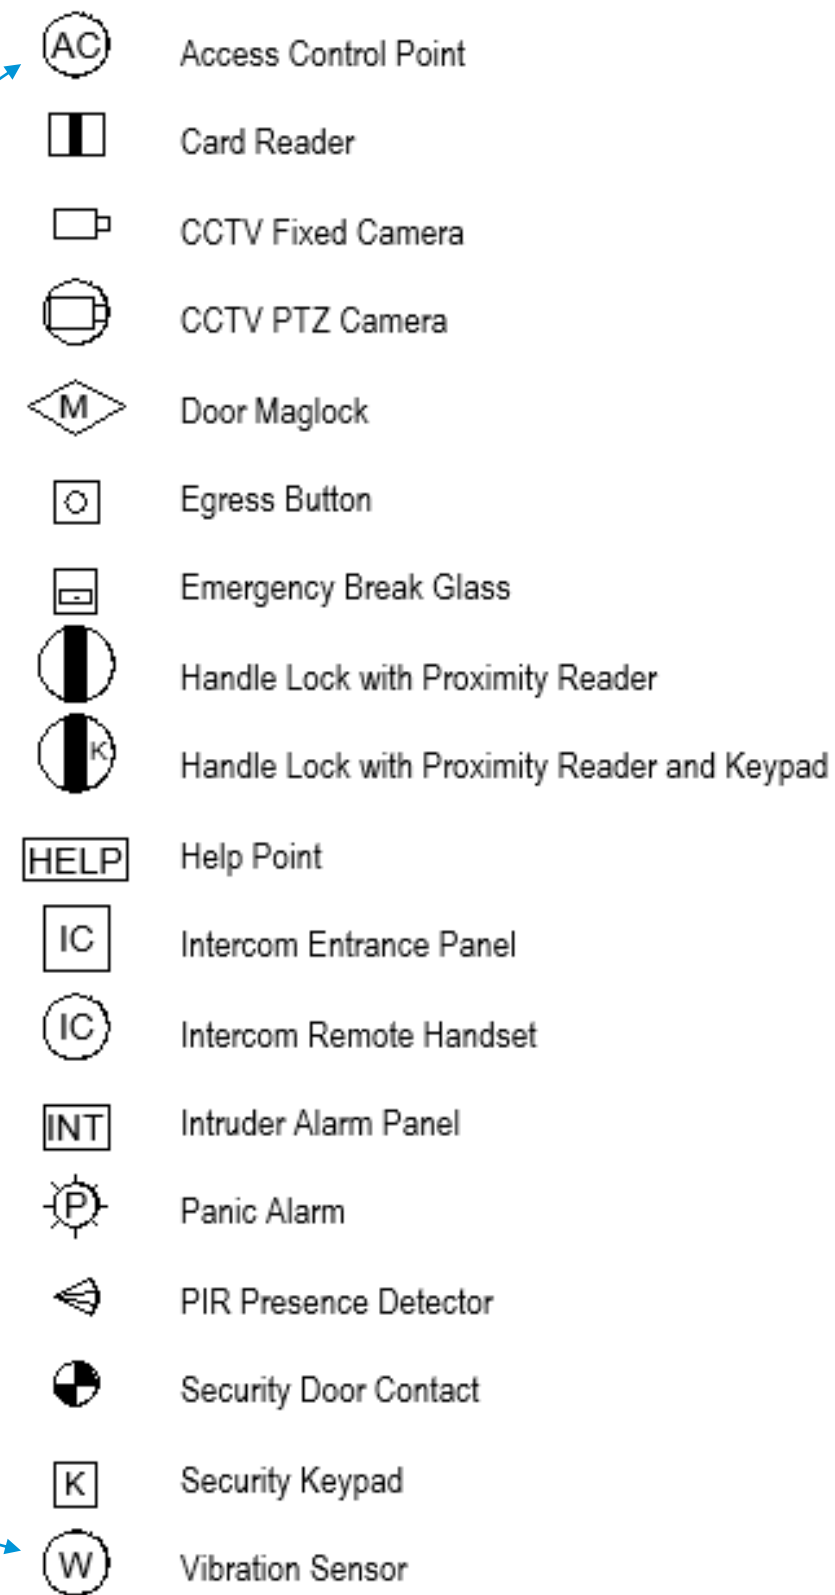 AC Access Control Point
Card Reader
CCTV Fixed Camera
CCTV PTZ Camera
M Door Maglock
Egress Button
Emergency Break Glass
Handle Lock with Proximity Reader
K Handle Lock with Proximity Reader and Keypad
HELP Help Point
IC Intercom Entrance Panel
IC Intercom Remote Handset
INT Intruder Alarm Panel
P Panic Alarm
PIR Presence Detector
Security Door Contact
K Security Keypad
W Vibration Sensor